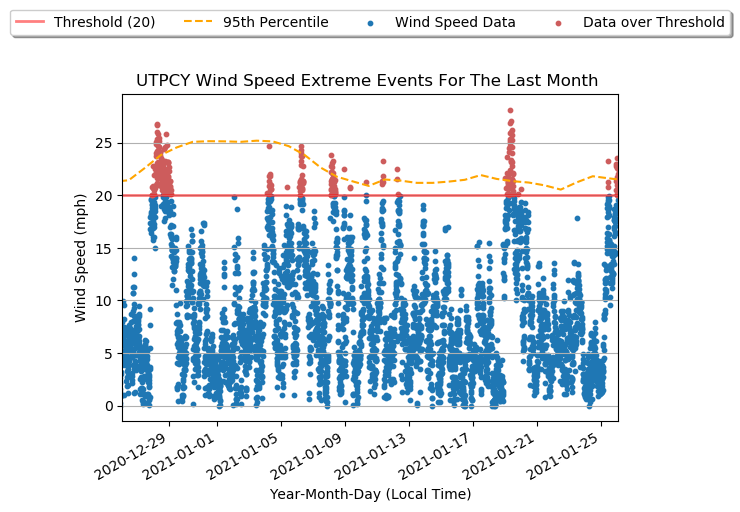 Threshold (20) 95th Percentile Wind Speed Data Data over Threshold
UTPCY Wind Speed Extreme Events For The Last Month
25
20
15
10
5
0
Wind Speed (mph)
2020-12-29 2021-01-01 2021-01-05 2021-01-09 2021-01-13 2021-01-17 2021-01-21 2021-01-25
Year-Month-Day (Local Time)